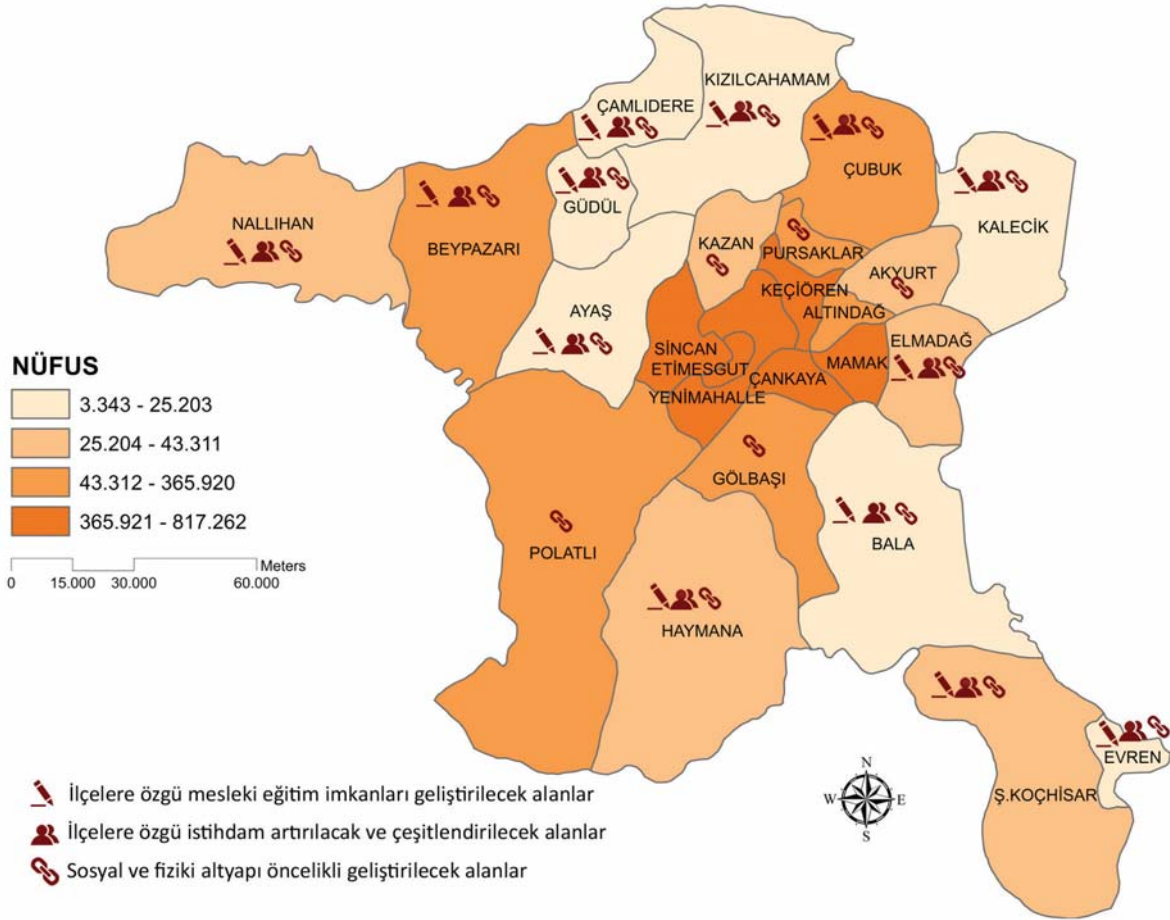 KIZILCAHAMAM
ÇAMLIDERE
ÇUBUK
GÜDÜL
NALLIHAN
BEYPAZARI
KALECİK
KAZAN
PURSAKLAR
AKYURT
KEÇİÖREN
ALTINDAĞ
AYAŞ
ELMADAĞ
SİNCAN
ETİMESGUT
MAMAK
ÇANKAYA
YENİMAHALLE
GÖLBAŞI
POLATLI
BALA
HAYMANA
EVREN
Ş.KOÇHİSAR
NÜFUS
3.343 - 25.203
25.204 - 43.311
43.312 - 365.920
365.921 - 817.262
Meters
0 15.000 30.000 60.000
N
W E
S
İlçelere özgü mesleki eğitim imkanları geliştirilecek alanlar
İlçelere özgü istihdam artırılacak ve çeşitlendirilecek alanlar
Sosyal ve fiziki altyapı öncelikli geliştirilecek alanlar